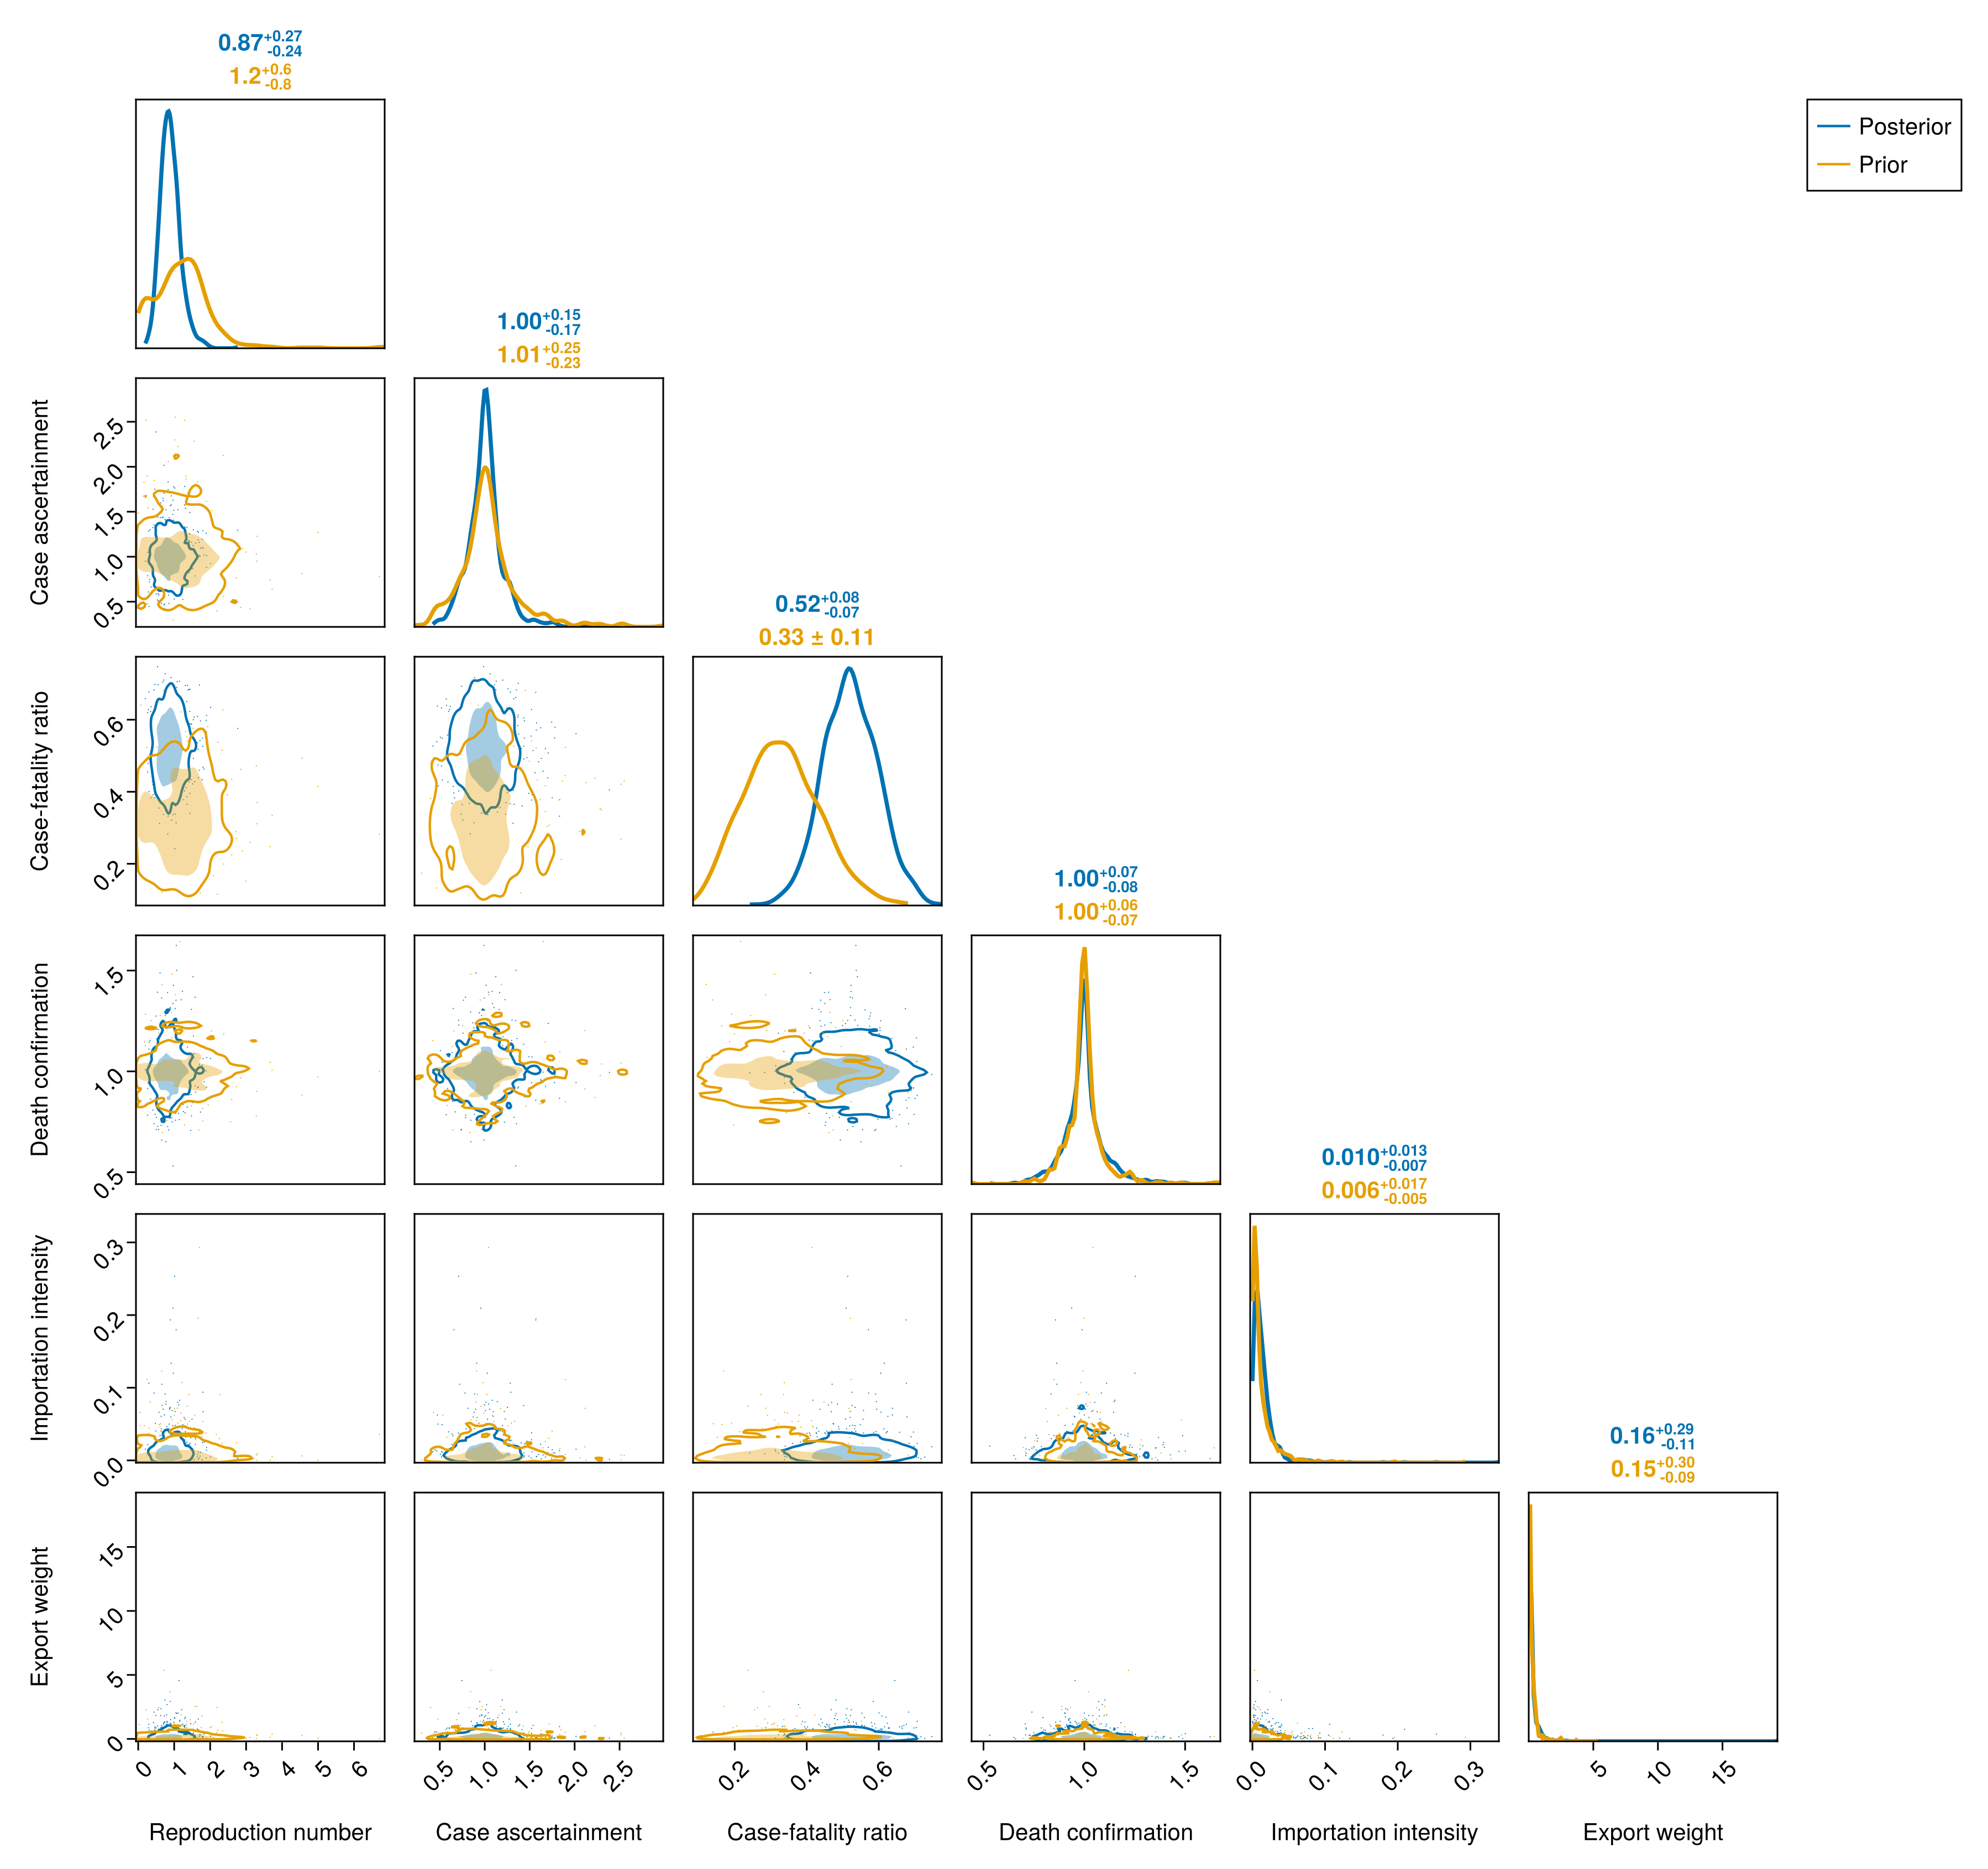 0.87+0.27-0.24
1.2+0.6-0.8
Posterior
Prior
1.00+0.15-0.17
1.01+0.25-0.23
Case ascertainment
2.5
2.0
1.5
1.0
0.5
0.52+0.08-0.07
0.33 ± 0.11
Case-fatality ratio
0.6
0.4
0.2
1.00+0.07-0.08
1.00+0.06-0.07
Death confirmation
1.5
1.0
0.5
0.010+0.013-0.007
0.006+0.017-0.005
Importation intensity
0.3
0.2
0.1
0.0
0.16+0.29-0.11
0.15+0.30-0.09
Export weight
15
10
5
0
0 1 2 3 4 5 6
0.5 1.0 1.5 2.0 2.5
0.2 0.4 0.6
0.5 1.0 1.5
0.0 0.1 0.2 0.3
5 10 15
Reproduction number
Case ascertainment
Case-fatality ratio
Death confirmation
Importation intensity
Export weight